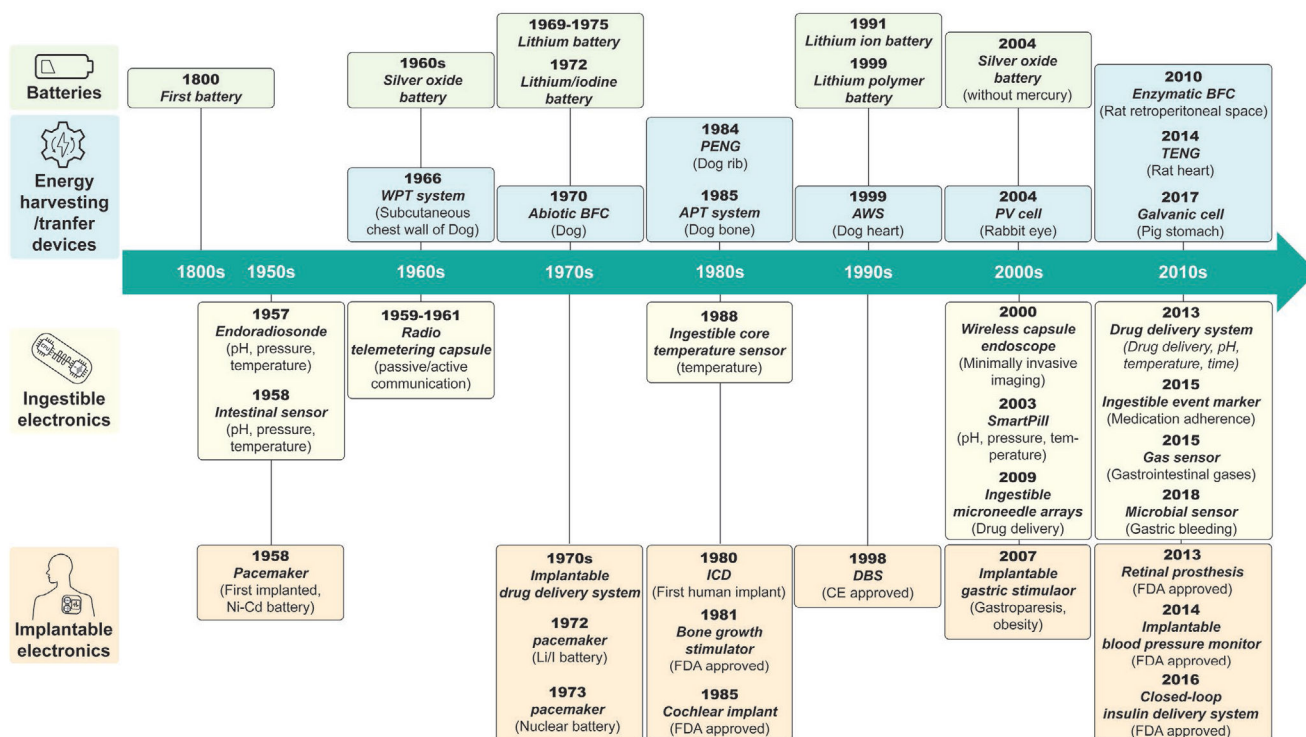 Batteries
1800
First battery
1960s
Silver oxide
battery
1969-1975
Lithium battery
1972
Lithium/iodine
battery
1991
Lithium ion battery
1999
Lithium polymer
battery
2004
Silver oxide
battery
(without mercury)
Energy
harvesting
/tranfer
devices
1966
WPT system
(Subcutaneous
chest wall of Dog)
1970
Abiotic BFC
(Dog)
1984
PENG
(Dog rib)
1985
APT system
(Dog bone)
1999
AWS
(Dog heart)
2004
PV cell
(Rabbit eye)
2010
Enzymatic BFC
(Rat retroperitoneal space)
2014
TENG
(Rat heart)
2017
Galvanic cell
(Pig stomach)
1800s 1950s 1960s 1970s 1980s 1990s 2000s 2010s
Ingestible
electronics
1957
Endoradiosonde
(pH, pressure,
temperature)
1958
Intestinal sensor
(pH, pressure,
temperature)
1959-1961
Radio
telemetering capsule
(passive/active
communication)
1988
Ingestible core
temperature sensor
(temperature)
2000
Wireless capsule
endoscope
(Minimally invasive
imaging)
2003
SmartPill
(pH, pressure, tem-
perature)
2009
Ingestible
microneedle arrays
(Drug delivery)
2013
Drug delivery system
(Drug delivery, pH,
temperature, time)
2015
Ingestible event marker
(Medication adherence)
2015
Gas sensor
(Gastrointestinal gases)
2018
Microbial sensor
(Gastric bleeding)
Implantable
electronics
1958
Pacemaker
(First implanted,
Ni-Cd battery)
1970s
Implantable
drug delivery system
1972
pacemaker
(Li/I battery)
1973
pacemaker
(Nuclear battery)
1980
ICD
(First human implant)
1981
Bone growth
stimulator
(FDA approved)
1985
Cochlear implant
(FDA approved)
1998
DBS
(CE approved)
2007
Implantable
gastric stimulaor
(Gastroparesis,
obesity)
2013
Retinal prosthesis
(FDA approved)
2014
Implantable
blood pressure monitor
(FDA approved)
2016
Closed-loop
insulin delivery system
(FDA approved)